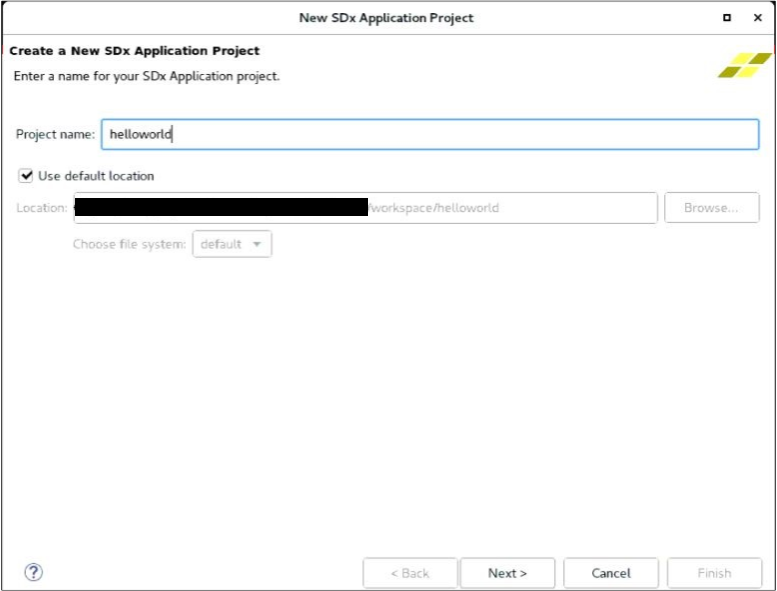 New SDx Application Project
Create a New SDx Application Project
Enter a name for your SDx Application project.
Project name: helloworld
Use default location
Location: /workspace/helloworld Browse...
Choose file system: default
? < Back Next > Cancel Finish